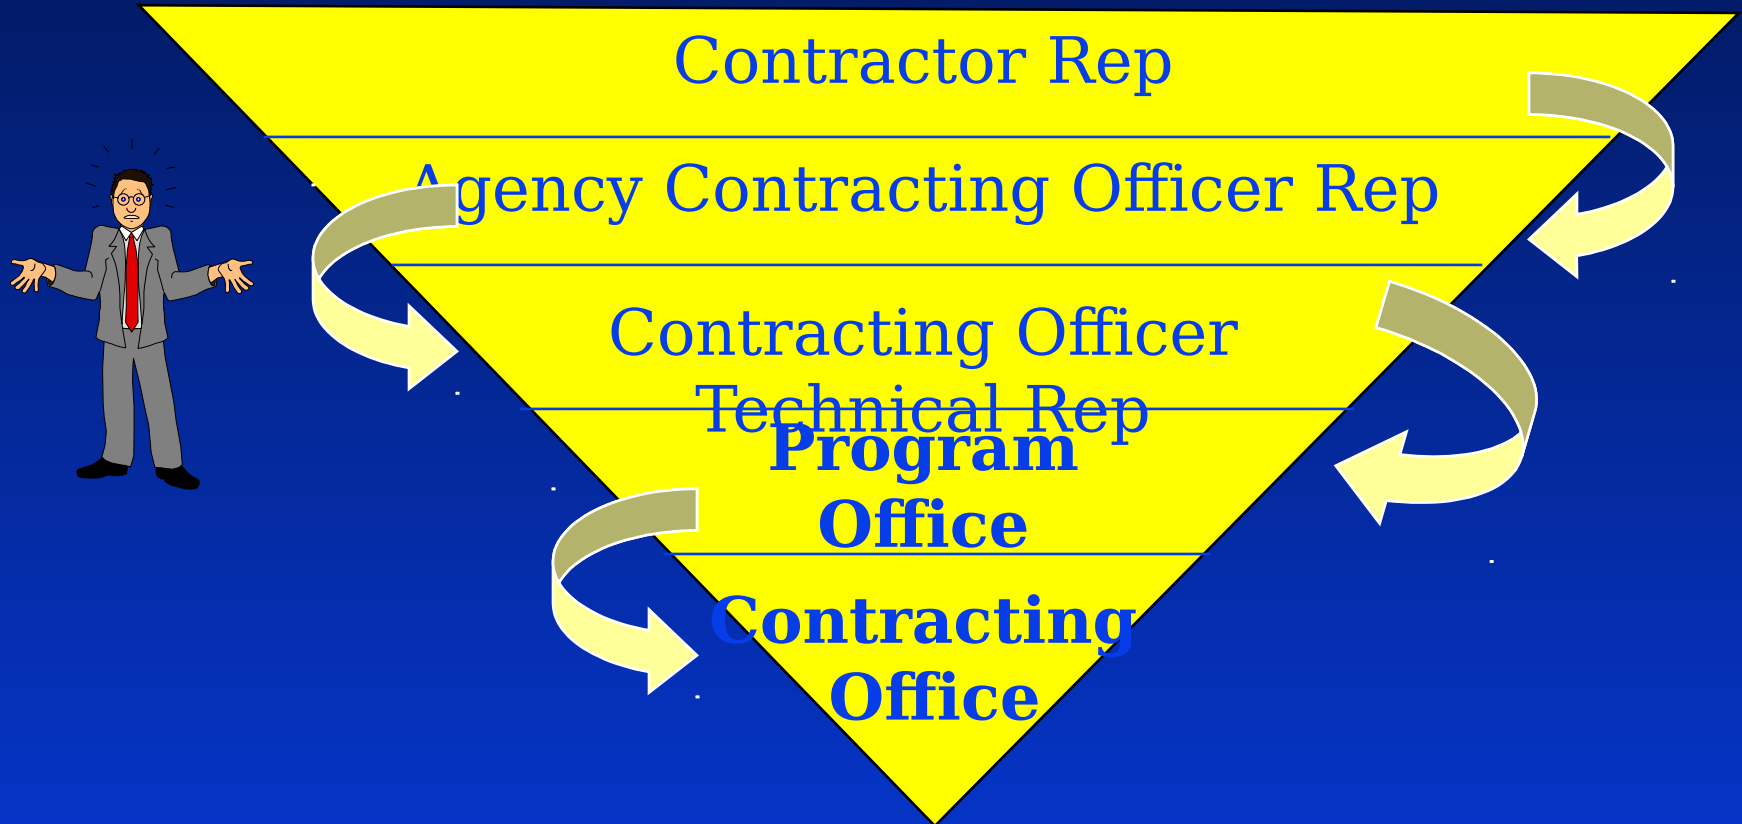 Contractor Rep
Agency Contracting Officer Rep
Contracting Officer
Technical Rep
Program
Office
Contracting
Office